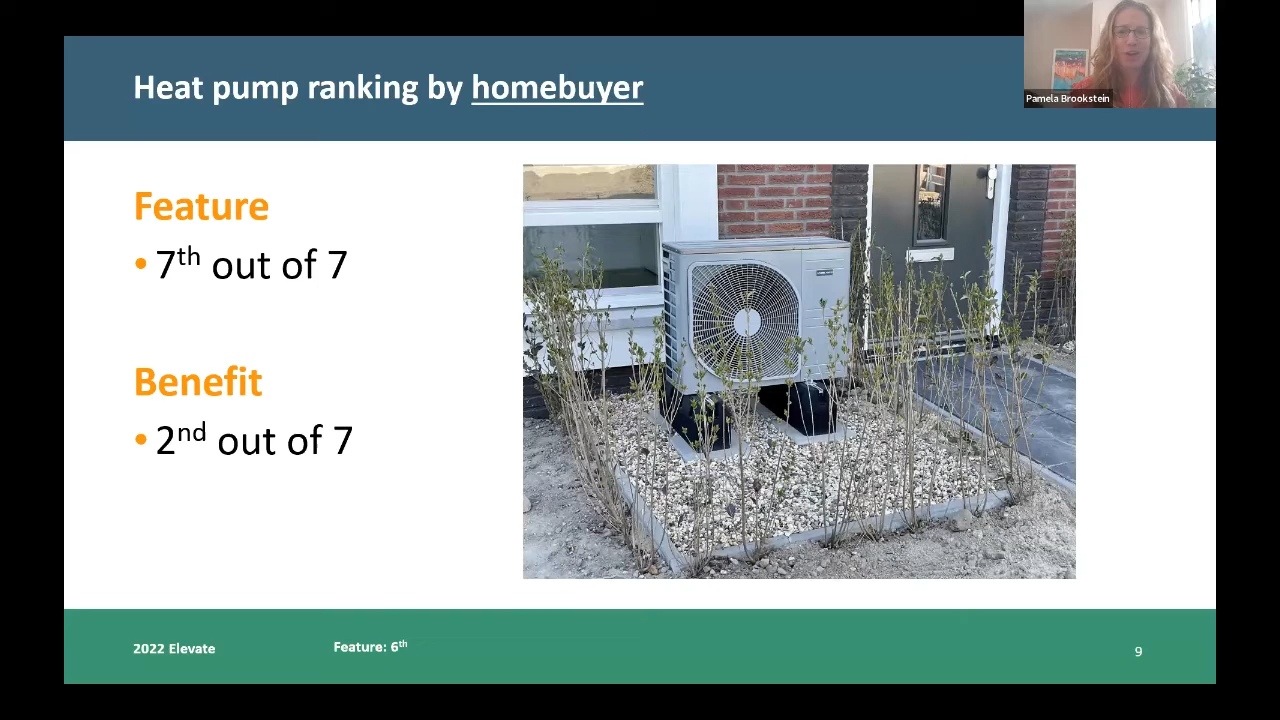 Heat pump ranking by homebuyer
Pamela Brookstein
Feature
• 7th out of 7
Benefit
• 2nd out of 7
2022 Elevate
Feature: 6th
9